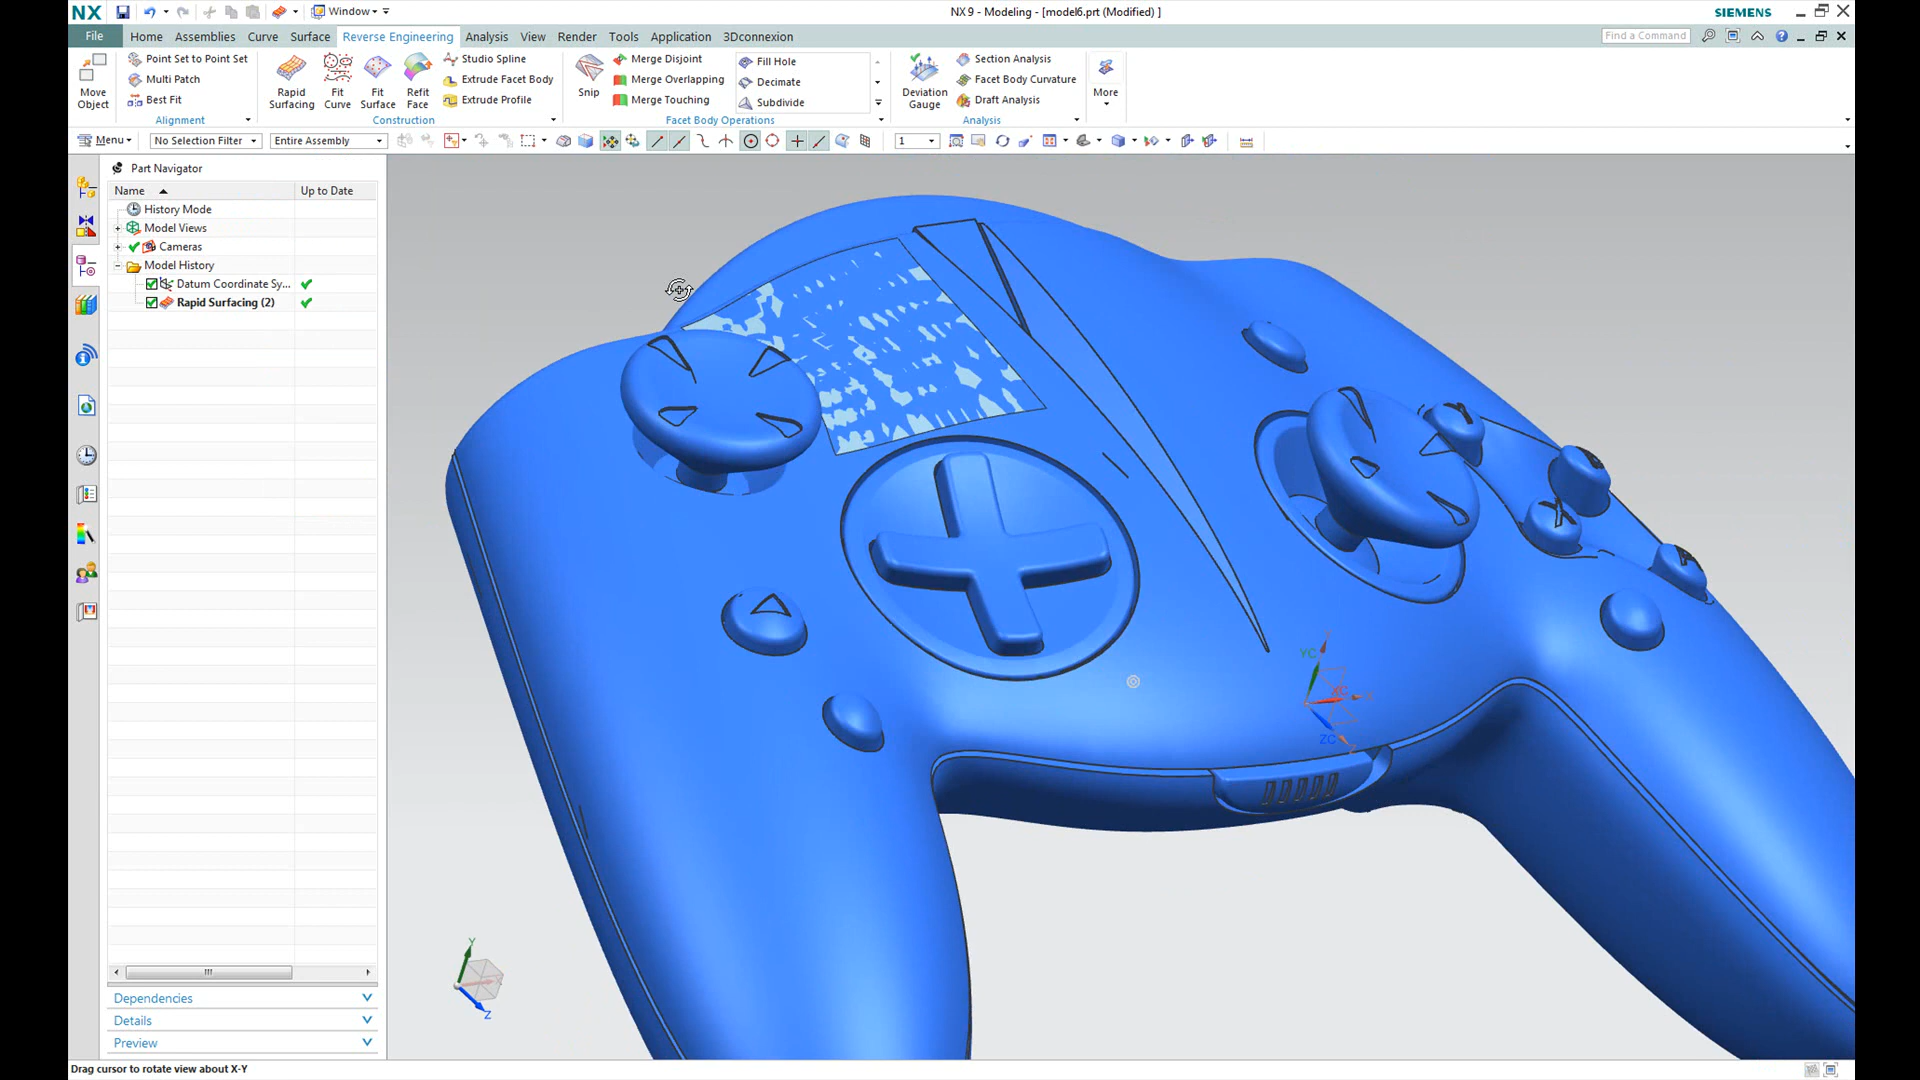 NX Window NX 9 - Modeling - [model6.prt (Modified) ] SIEMENS
File Home Assemblies Curve Surface Reverse Engineering Analysis View Render Tools Application 3Dconnexion Find a Command
Move Object
Point Set to Point Set
Multi Patch
Best Fit
Alignment
Rapid Surfacing
Fit Curve
Fit Surface
Refit Face
Studio Spline
Extrude Facet Body
Extrude Profile
Construction
Snip
Merge Disjoint
Merge Overlapping
Merge Touching
Fill Hole
Decimate
Subdivide
Facet Body Operations
Deviation Gauge
Section Analysis
Facet Body Curvature
Draft Analysis
Analysis
More
Menu No Selection Filter Entire Assembly 1
Part Navigator
Name Up to Date
History Mode
Model Views
Cameras
Model History
Datum Coordinate Sy...
Rapid Surfacing (2)
Y
X
YC
XC
X
ZC
Y
Z
Dependencies
Details
Preview
Drag cursor to rotate view about X-Y